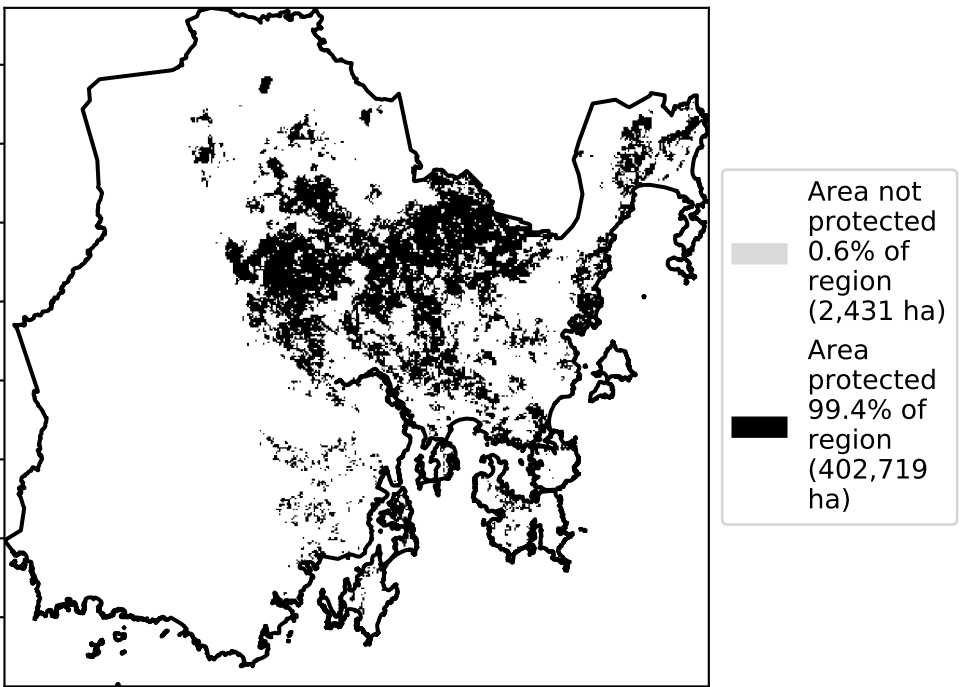 Area not
protected
0.6% of
region
(2,431 ha)
Area
protected
99.4% of
region
(402,719
ha)